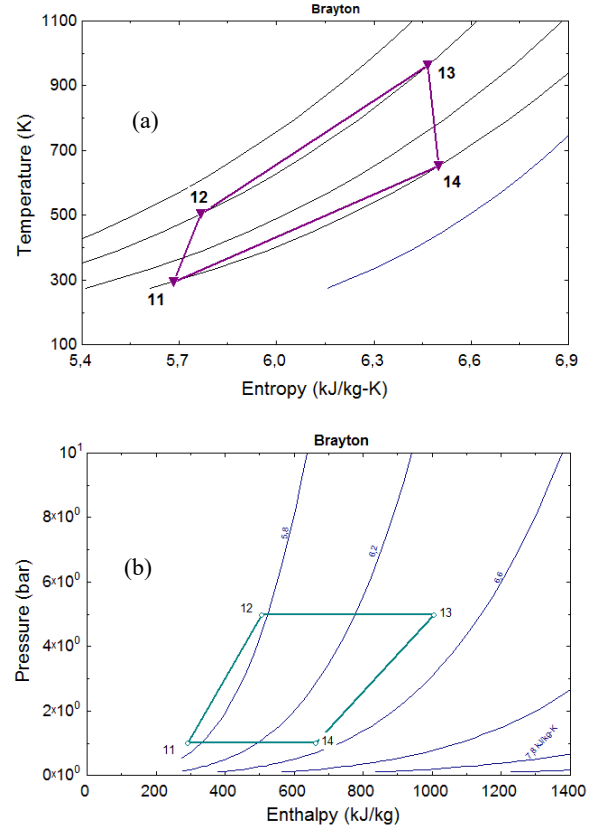 Brayton
1100
900
700
500
300
100
Temperature (K)
(a)
11
12
13
14
5,4
5,7
6,0
6,3
6,6
6,9
Entropy (kJ/kg-K)
Brayton
10¹
8x10⁰
6x10⁰
4x10⁰
2x10⁰
0x10⁰
Pressure (bar)
(b)
5,8
6,2
6,6
7,8 kJ/kg-K
12
13
11
14
0
200
400
600
800
1000
1200
1400
Enthalpy (kJ/kg)